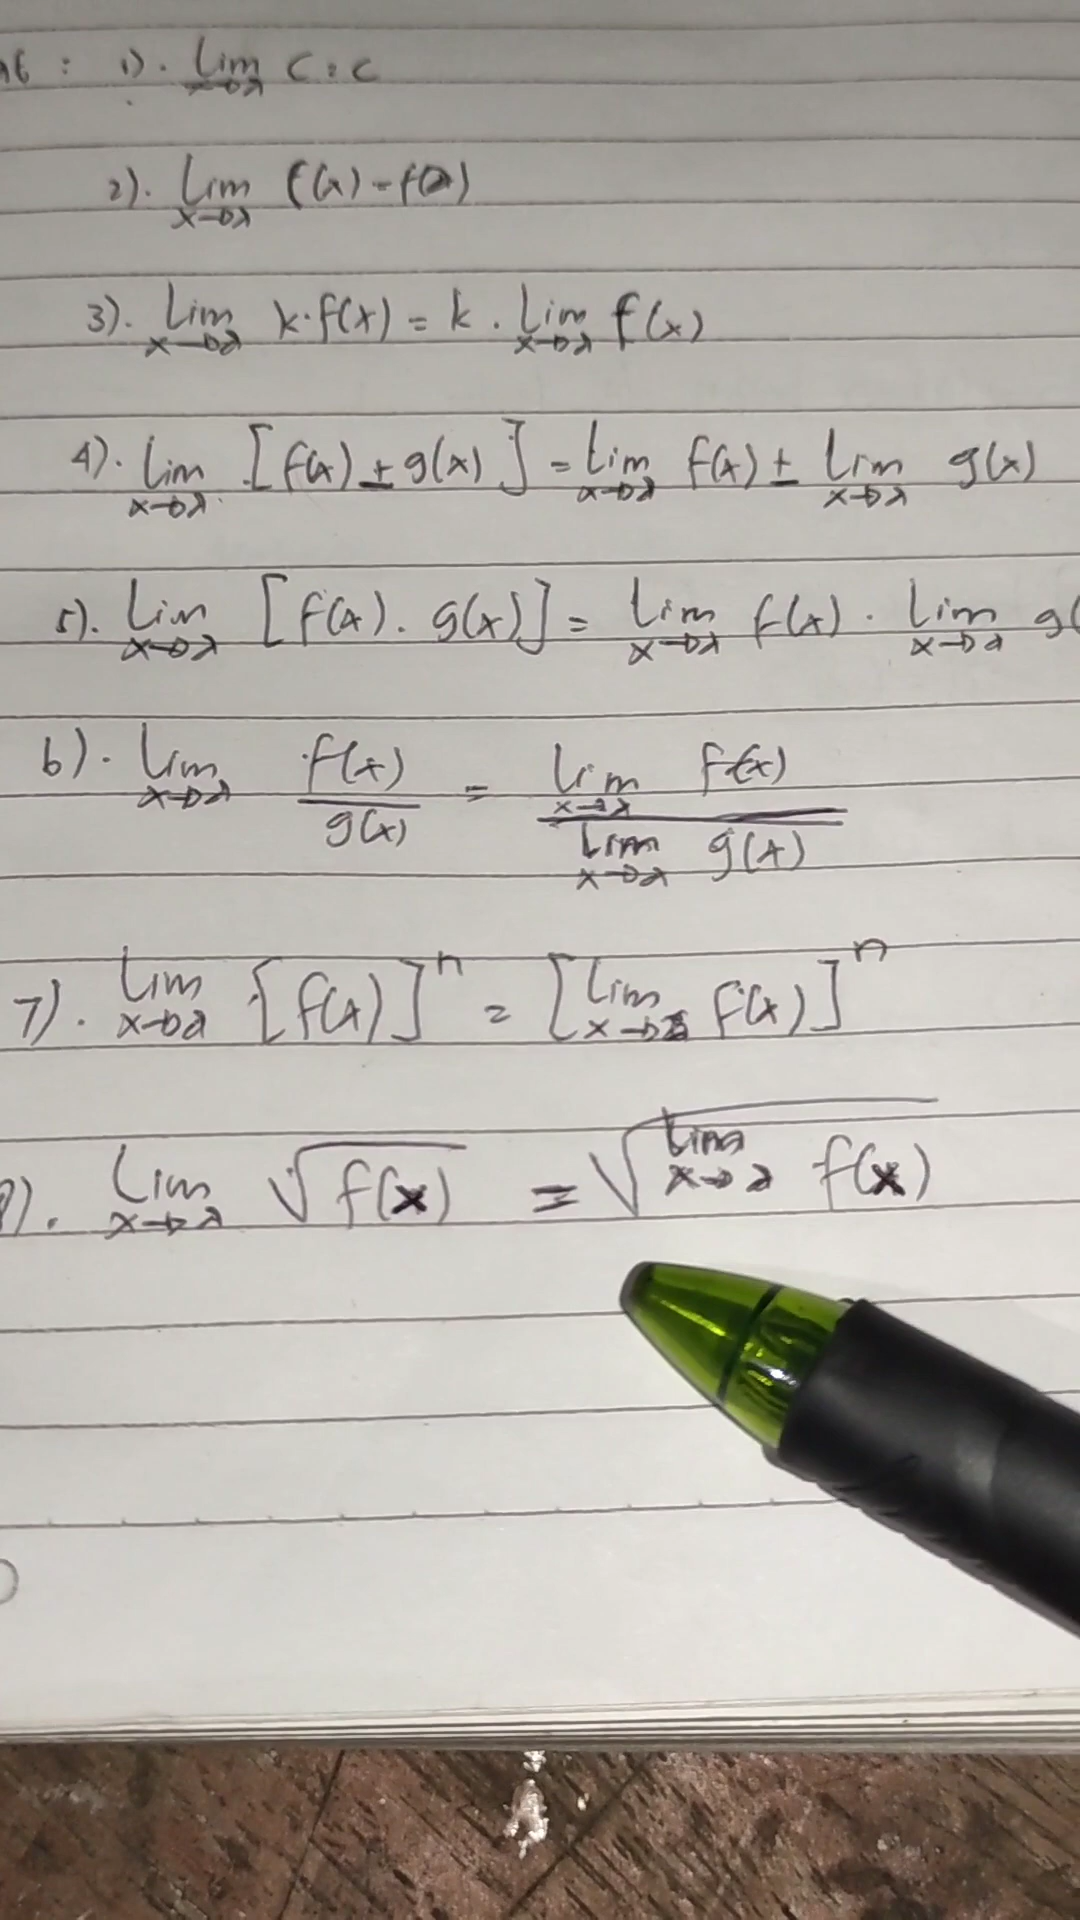 1). lim x→a c = c
2). lim x→a f(x) = f(a)
3). lim x→a k·f(x) = k . lim x→a f(x)
4). lim x→a [f(x) ± g(x)] = lim x→a f(x) ± lim x→a g(x)
5). lim x→a [f(x) . g(x)] = lim x→a f(x) . lim x→a g(
6). lim x→a f(x)/g(x) = lim x→a f(x) / lim x→a g(x)
7). lim x→a [f(x)]^n = [lim x→a f(x)]^n
). lim x→a √f(x) = √lim x→a f(x)